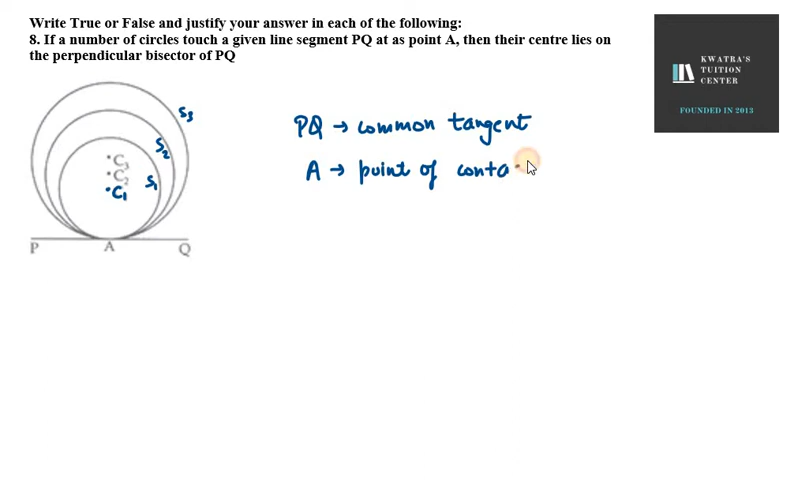 Write True or False and justify your answer in each of the following:
8. If a number of circles touch a given line segment PQ at as point A, then their centre lies on
the perpendicular bisector of PQ
KWATRA'S
TUITION
CENTER
FOUNDED IN 2013
S3
S2
S1
C3
C2
C1
P A Q
PQ → common tangent
A → point of conta